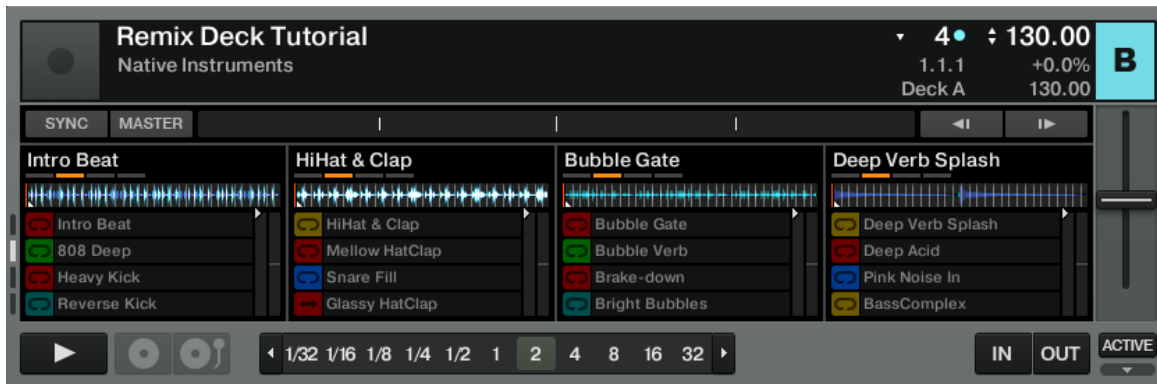 Remix Deck Tutorial
4 130.00
B
Native Instruments
1.1.1 +0.0%
Deck A 130.00
SYNC MASTER
Intro Beat HiHat & Clap Bubble Gate Deep Verb Splash
Intro Beat HiHat & Clap Bubble Gate Deep Verb Splash
808 Deep Mellow HatClap Bubble Verb Deep Acid
Heavy Kick Snare Fill Brake-down Pink Noise In
Reverse Kick Glassy HatClap Bright Bubbles BassComplex
1/32 1/16 1/8 1/4 1/2 1 2 4 8 16 32 IN OUT ACTIVE